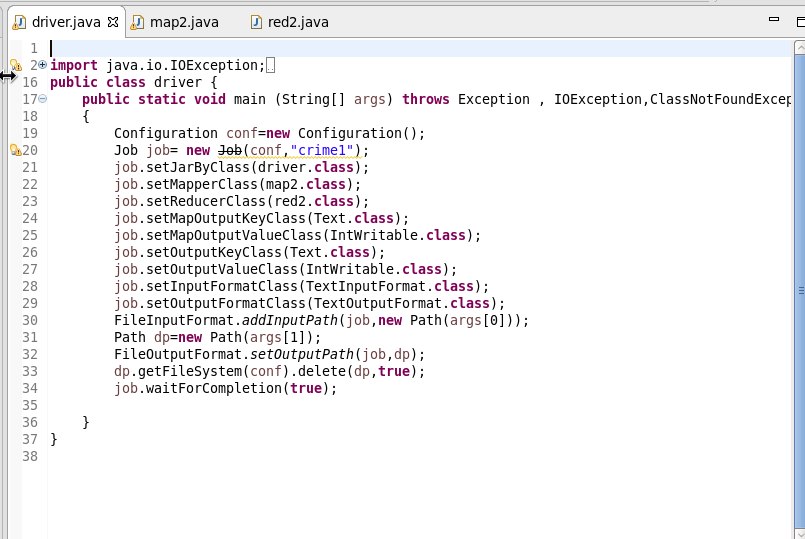 driver.java map2.java red2.java
1
2 import java.io.IOException;
16 public class driver {
17 public static void main (String[] args) throws Exception , IOException,ClassNotFoundExcep
18 {
19 Configuration conf=new Configuration();
20 Job job= new Job(conf,"crime1");
21 job.setJarByClass(driver.class);
22 job.setMapperClass(map2.class);
23 job.setReducerClass(red2.class);
24 job.setMapOutputKeyClass(Text.class);
25 job.setMapOutputValueClass(IntWritable.class);
26 job.setOutputKeyClass(Text.class);
27 job.setOutputValueClass(IntWritable.class);
28 job.setInputFormatClass(TextInputFormat.class);
29 job.setOutputFormatClass(TextOutputFormat.class);
30 FileInputFormat.addInputPath(job,new Path(args[0]));
31 Path dp=new Path(args[1]);
32 FileOutputFormat.setOutputPath(job,dp);
33 dp.getFileSystem(conf).delete(dp,true);
34 job.waitForCompletion(true);
35
36 }
37 }
38